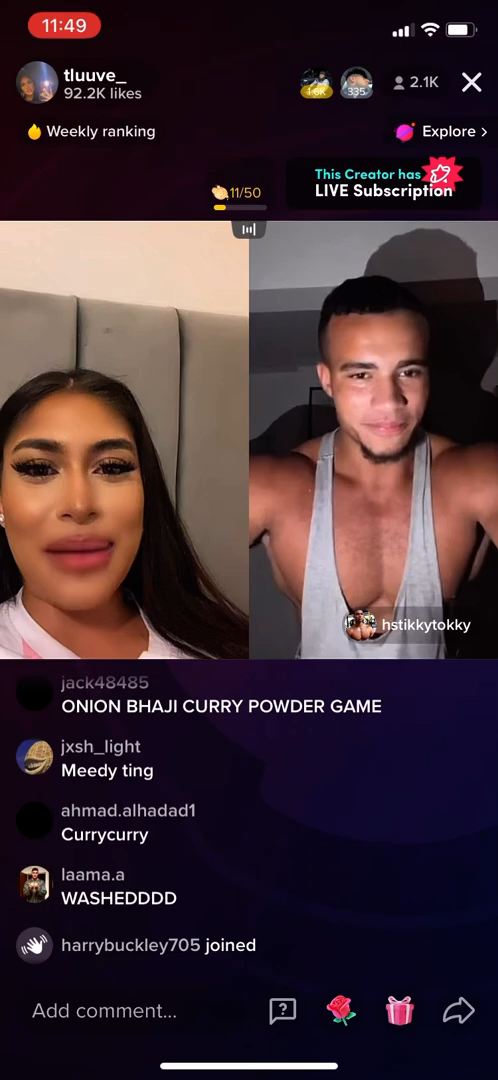 11:49
tluuve_
92.2K likes
1.6K
335
2.1K
Weekly ranking
Explore >
11/50
This Creator has
LIVE Subscription
hstikkytokky
jack48485
ONION BHAJI CURRY POWDER GAME
jxsh_light
Meedy ting
ahmad.alhadad1
Currycurry
laama.a
WASHEDDDD
harrybuckley705 joined
Add comment...